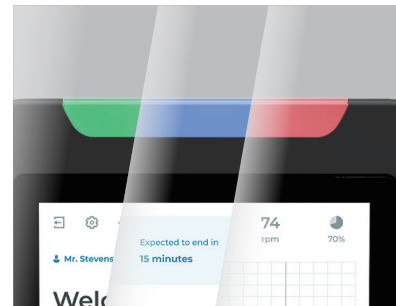 74
Expected to end in
rpm
70%
Mr. Stevens
15 minutes
Welc